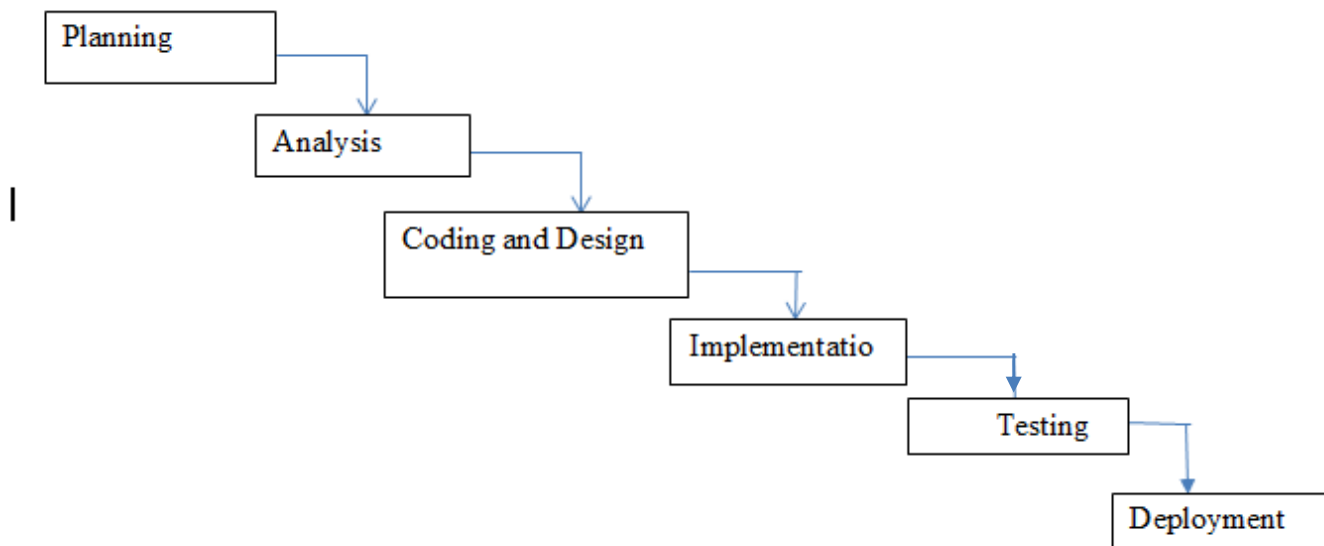 Planning
Analysis
Coding and Design
Implementatio
Testing
Deployment